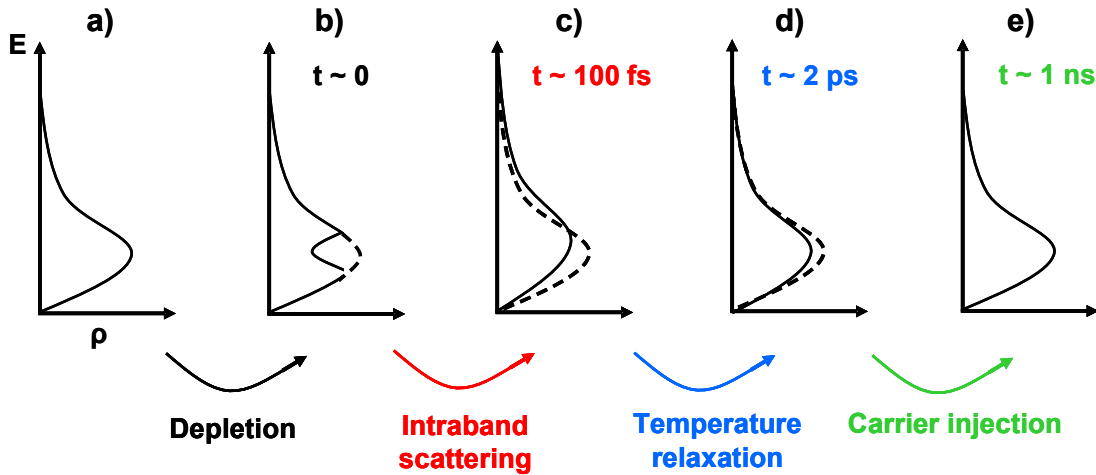 a)
b)
c)
d)
e)
E
t ~ 0
t ~ 100 fs
t ~ 2 ps
t ~ 1 ns
ρ
Depletion
Intraband
scattering
Temperature
relaxation
Carrier injection